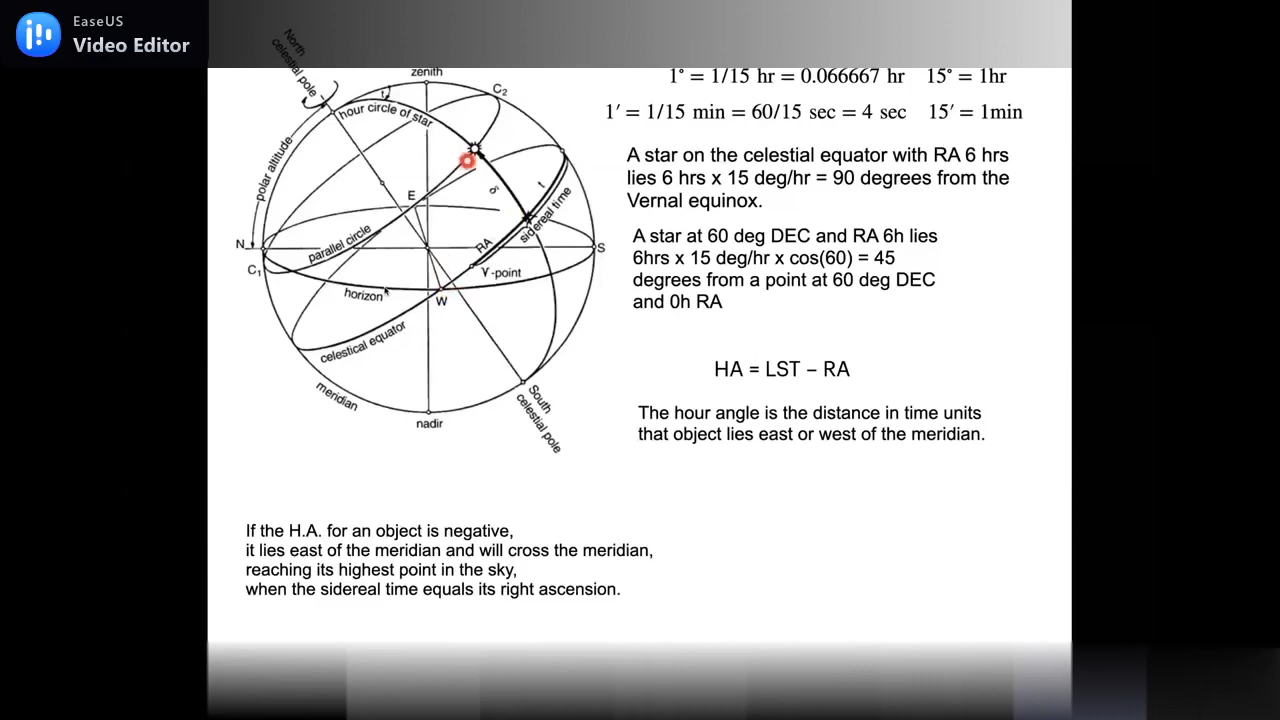 EaseUS
Video Editor
North
celestial pole
zenith
C2
t
hour circle of star
polar altitude
E
δ
t
sidereal time
N
parallel circle
RA
S
C1
γ-point
horizon
W
celestical equator
meridian
South
celestial pole
nadir
1° = 1/15 hr = 0.066667 hr 15° = 1hr
1′ = 1/15 min = 60/15 sec = 4 sec 15′ = 1min
A star on the celestial equator with RA 6 hrs
lies 6 hrs x 15 deg/hr = 90 degrees from the
Vernal equinox.
A star at 60 deg DEC and RA 6h lies
6hrs x 15 deg/hr x cos(60) = 45
degrees from a point at 60 deg DEC
and 0h RA
HA = LST – RA
The hour angle is the distance in time units
that object lies east or west of the meridian.
If the H.A. for an object is negative,
it lies east of the meridian and will cross the meridian,
reaching its highest point in the sky,
when the sidereal time equals its right ascension.